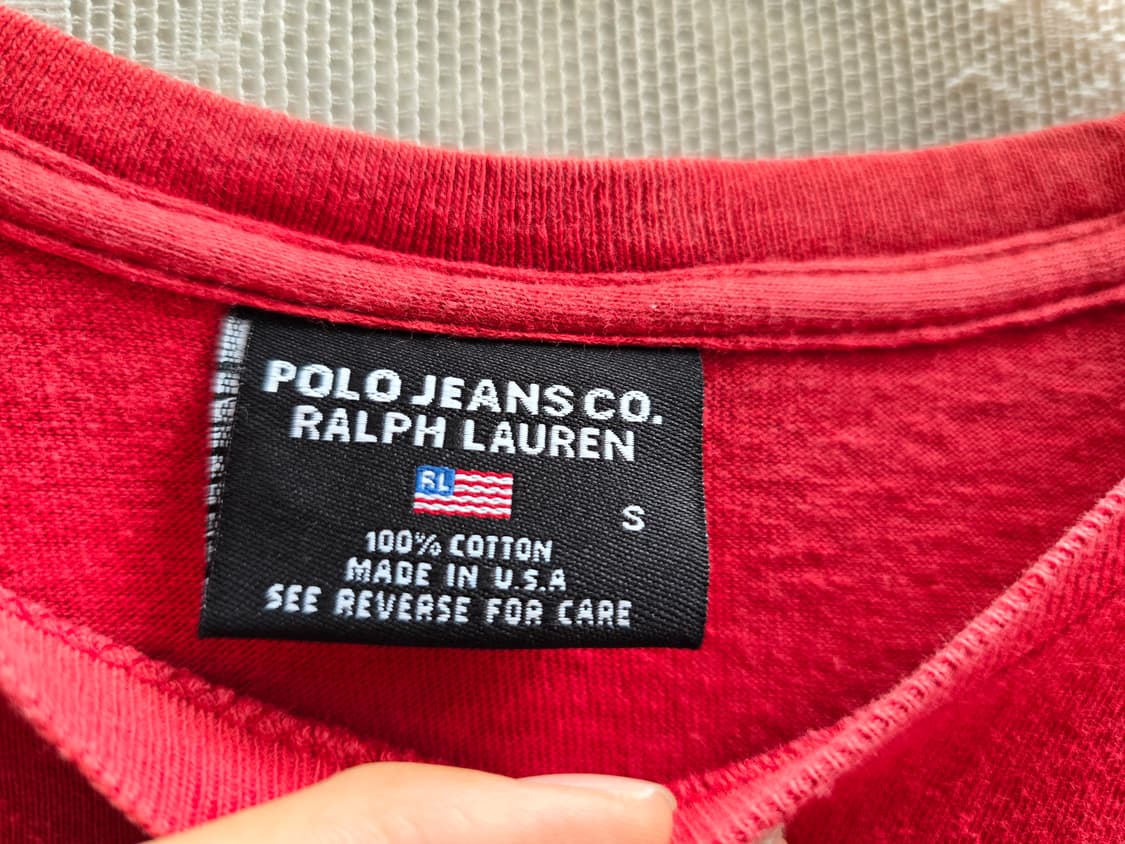 POLO JEANS CO.
RALPH LAUREN
RL
S
100% COTTON
MADE IN U.S.A
SEE REVERSE FOR CARE